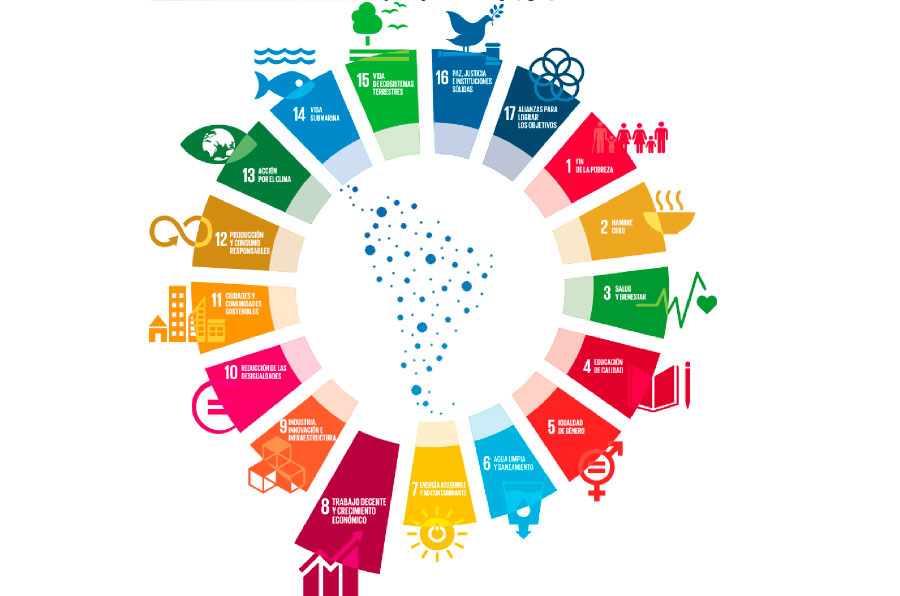 1 FIN
DE LA POBREZA
2 HAMBRE
CERO
3 SALUD
Y BIENESTAR
4 EDUCACIÓN
DE CALIDAD
5 IGUALDAD
DE GÉNERO
6 AGUA LIMPIA
Y SANEAMIENTO
7 ENERGÍA ASEQUIBLE
Y NO CONTAMINANTE
8 TRABAJO DECENTE
Y CRECIMIENTO
ECONÓMICO
9 INDUSTRIA,
INNOVACIÓN E
INFRAESTRUCTURA
10 REDUCCIÓN DE LAS
DESIGUALDADES
11 CIUDADES Y
COMUNIDADES
SOSTENIBLES
12 PRODUCCIÓN
Y CONSUMO
RESPONSABLES
13 ACCIÓN
POR EL CLIMA
14 VIDA
SUBMARINA
15 VIDA
DE ECOSISTEMAS
TERRESTRES
16 PAZ, JUSTICIA
E INSTITUCIONES
SÓLIDAS
17 ALIANZAS PARA
LOGRAR
LOS OBJETIVOS